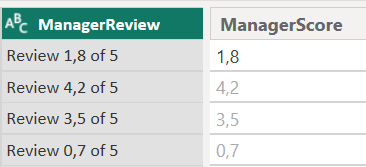 ABC ManagerReview ManagerScore
Review 1,8 of 5 1,8
Review 4,2 of 5 4,2
Review 3,5 of 5 3,5
Review 0,7 of 5 0,7